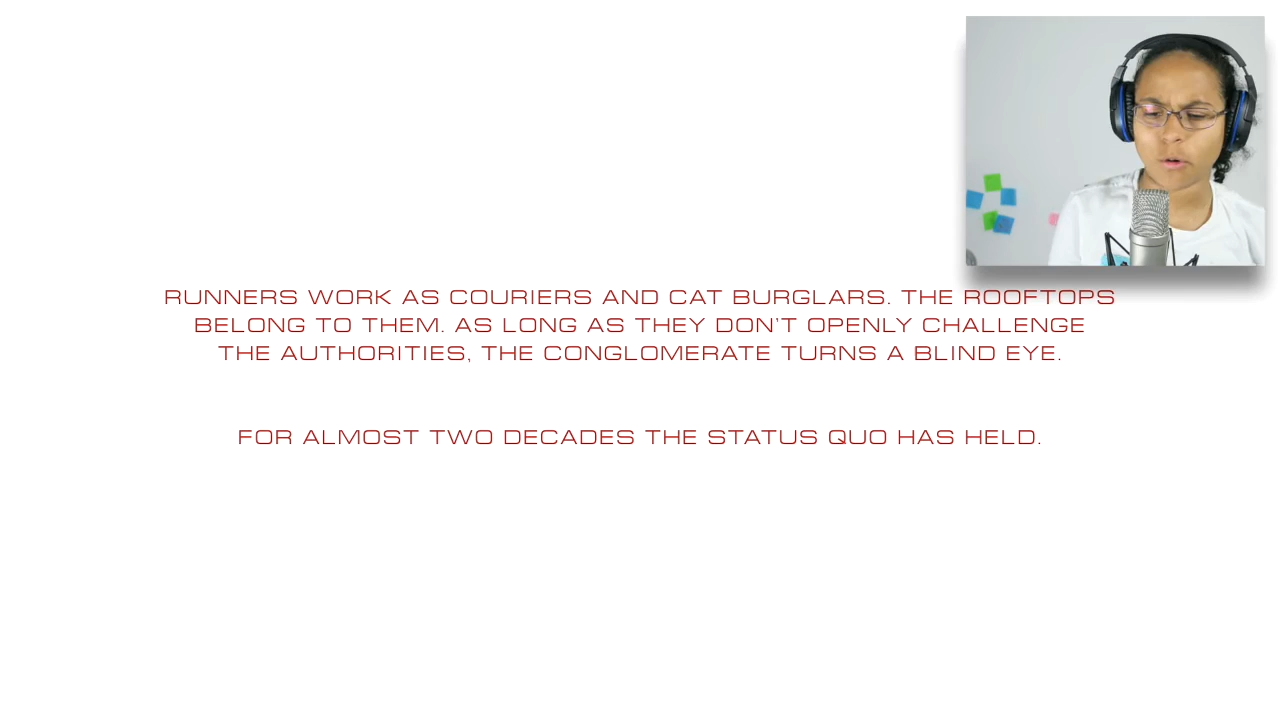 RUNNERS WORK AS COURIERS AND CAT BURGLARS. THE ROOFTOPS
BELONG TO THEM. AS LONG AS THEY DON'T OPENLY CHALLENGE
THE AUTHORITIES, THE CONGLOMERATE TURNS A BLIND EYE.
FOR ALMOST TWO DECADES THE STATUS QUO HAS HELD.